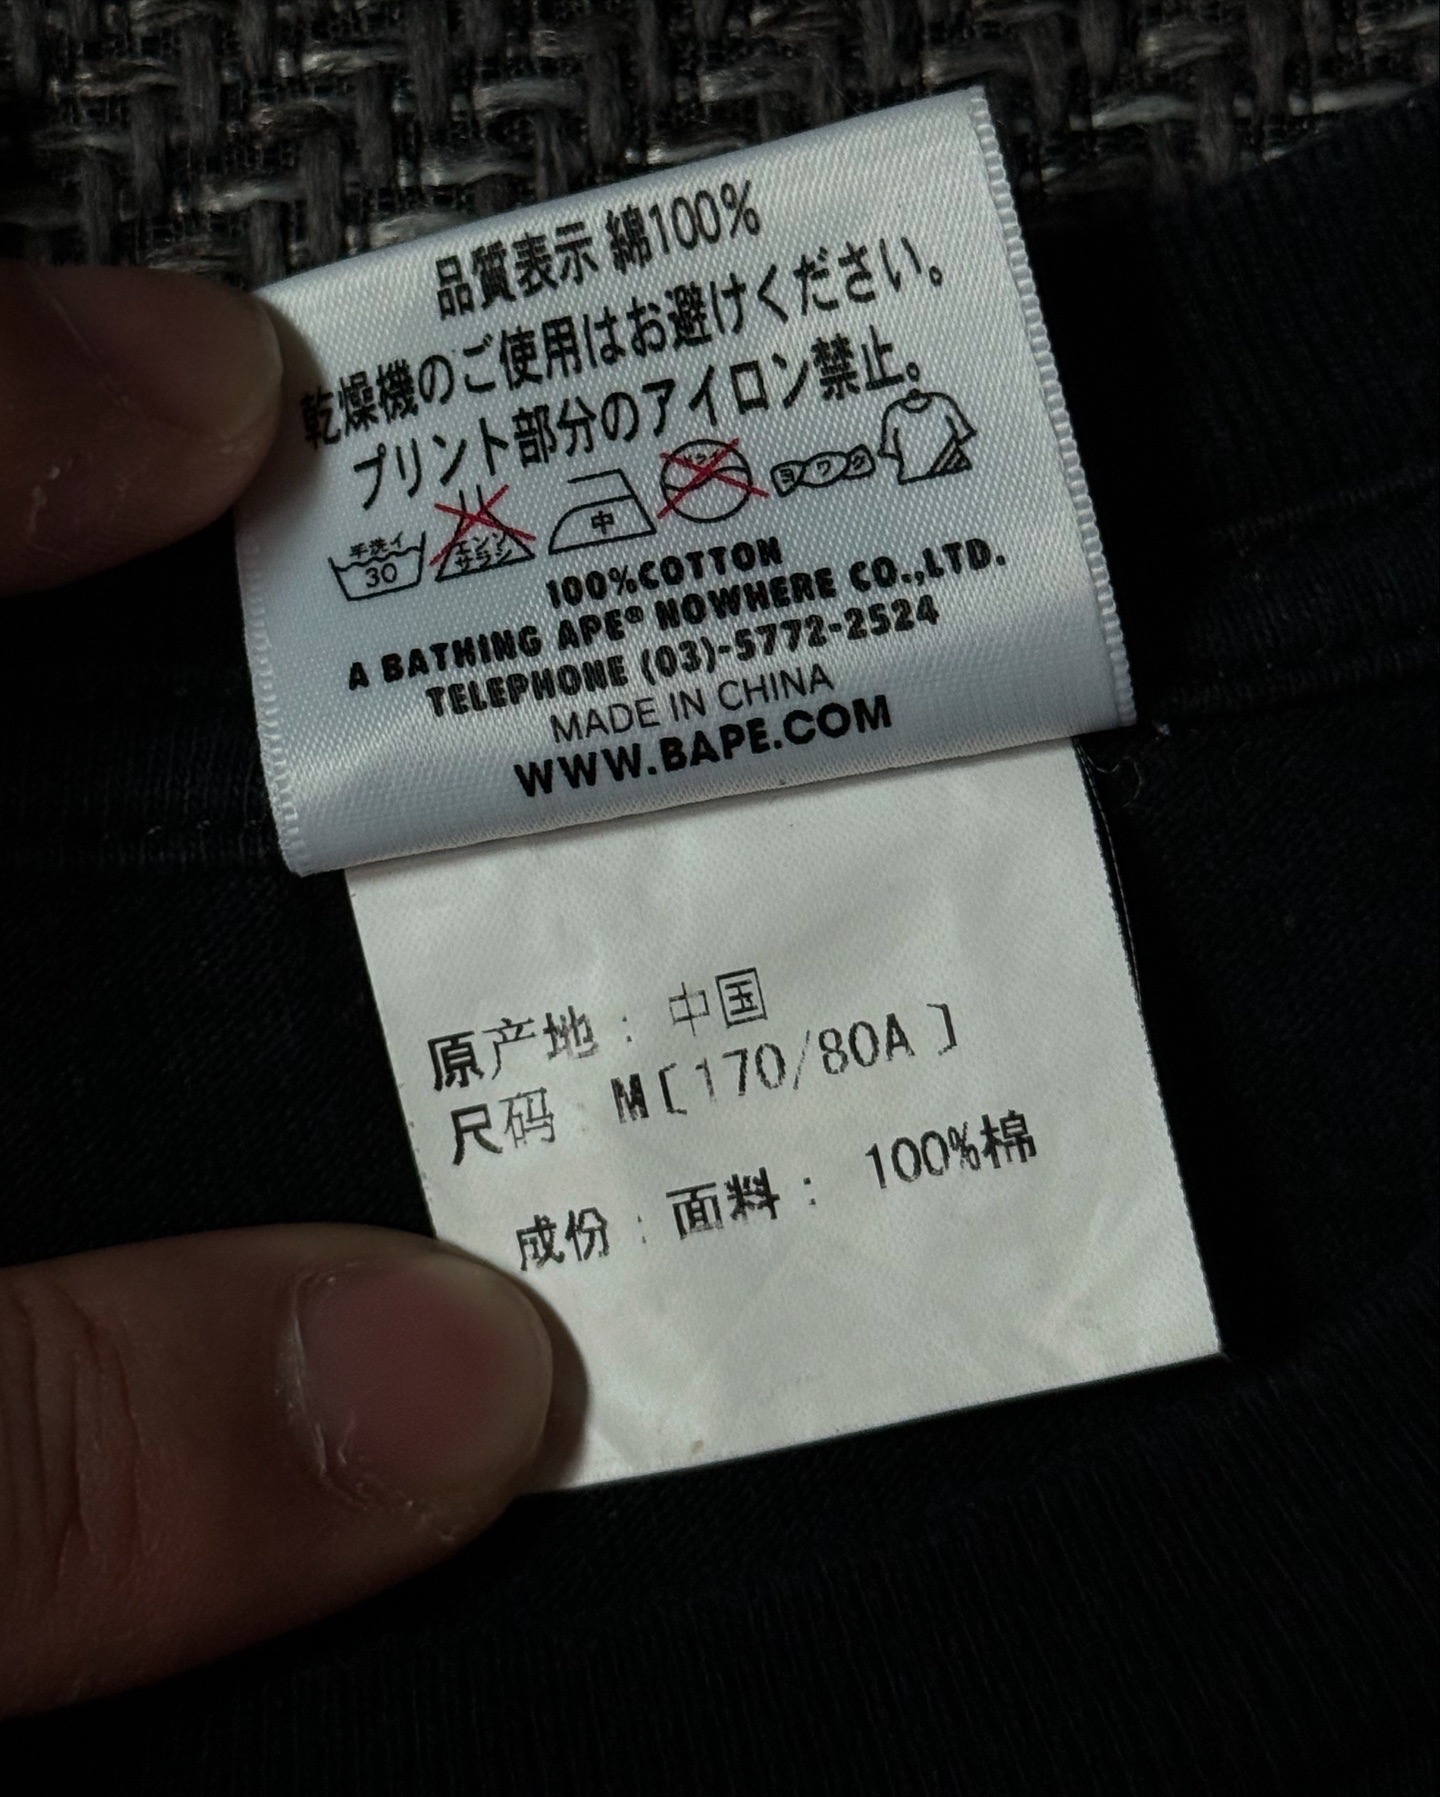 品質表示 綿100%
乾燥機のご使用はお避けください。
プリント部分のアイロン禁止。
手洗イ
30
エンソ
サラシ
中
ヨワク
100%COTTON
A BATHING APE® NOWHERE CO.,LTD.
TELEPHONE (03)-5772-2524
MADE IN CHINA
WWW.BAPE.COM
原产地：中国
尺码 M[170/80A]
成份：面料：100%棉